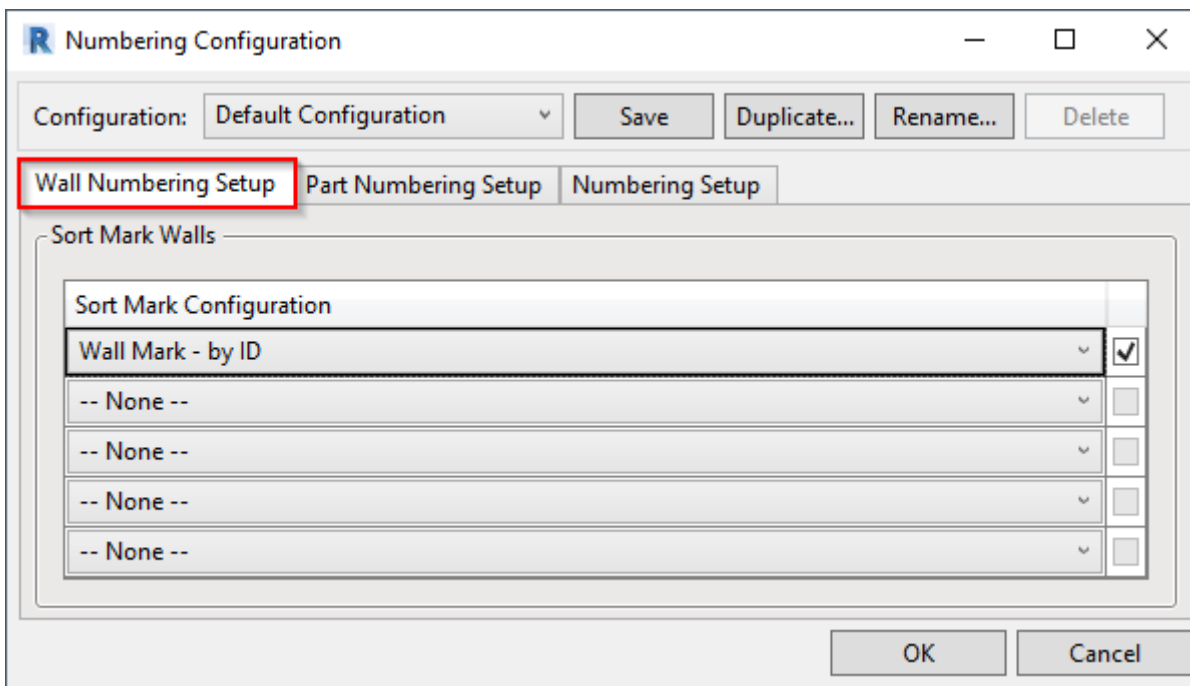 Numbering Configuration
Configuration: Default Configuration Save Duplicate... Rename... Delete
Wall Numbering Setup Part Numbering Setup Numbering Setup
Sort Mark Walls
Sort Mark Configuration
Wall Mark - by ID
-- None --
-- None --
-- None --
-- None --
OK Cancel